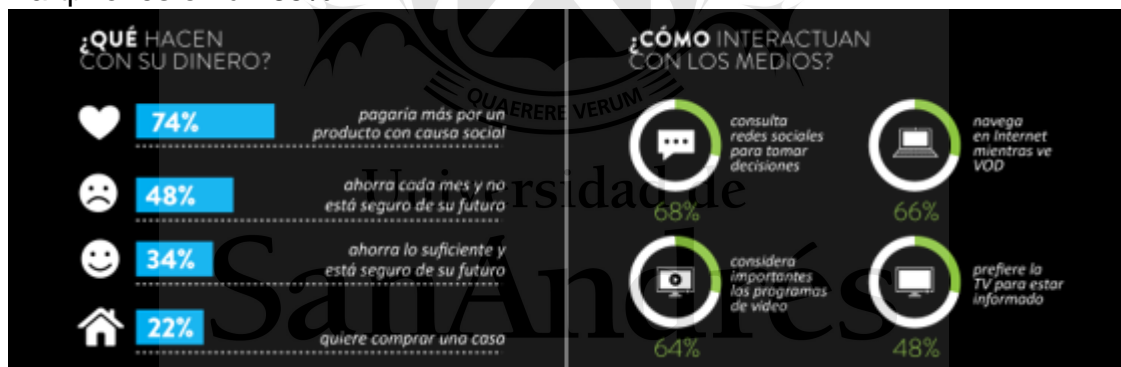 ¿QUÉ HACEN
CON SU DINERO?
74%
pagaría más por un
producto con causa social
48%
ahorra cada mes y no
está seguro de su futuro
34%
ahorra lo suficiente y
está seguro de su futuro
22%
quiere comprar una casa
¿CÓMO INTERACTUAN
CON LOS MEDIOS?
consulta
redes sociales
para tomar
decisiones
68%
navega
en Internet
mientras ve
VOD
66%
considera
importantes
los programas
de video
64%
prefiere la
TV para estar
informado
48%
QUAERERE VERUM
Universidad de
SanAndrés